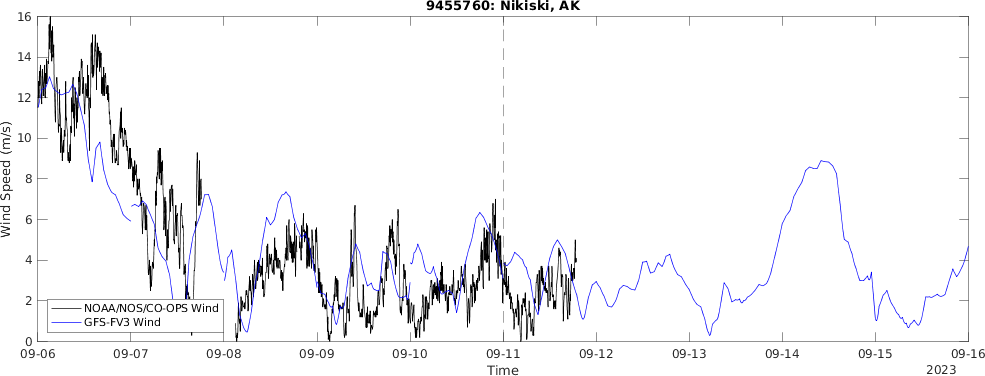 9455760: Nikiski, AK
16
14
12
10
8
6
4
2
0
Wind Speed (m/s)
NOAA/NOS/CO-OPS Wind
GFS-FV3 Wind
09-06 09-07 09-08 09-09 09-10 09-11 09-12 09-13 09-14 09-15 09-16
Time
2023